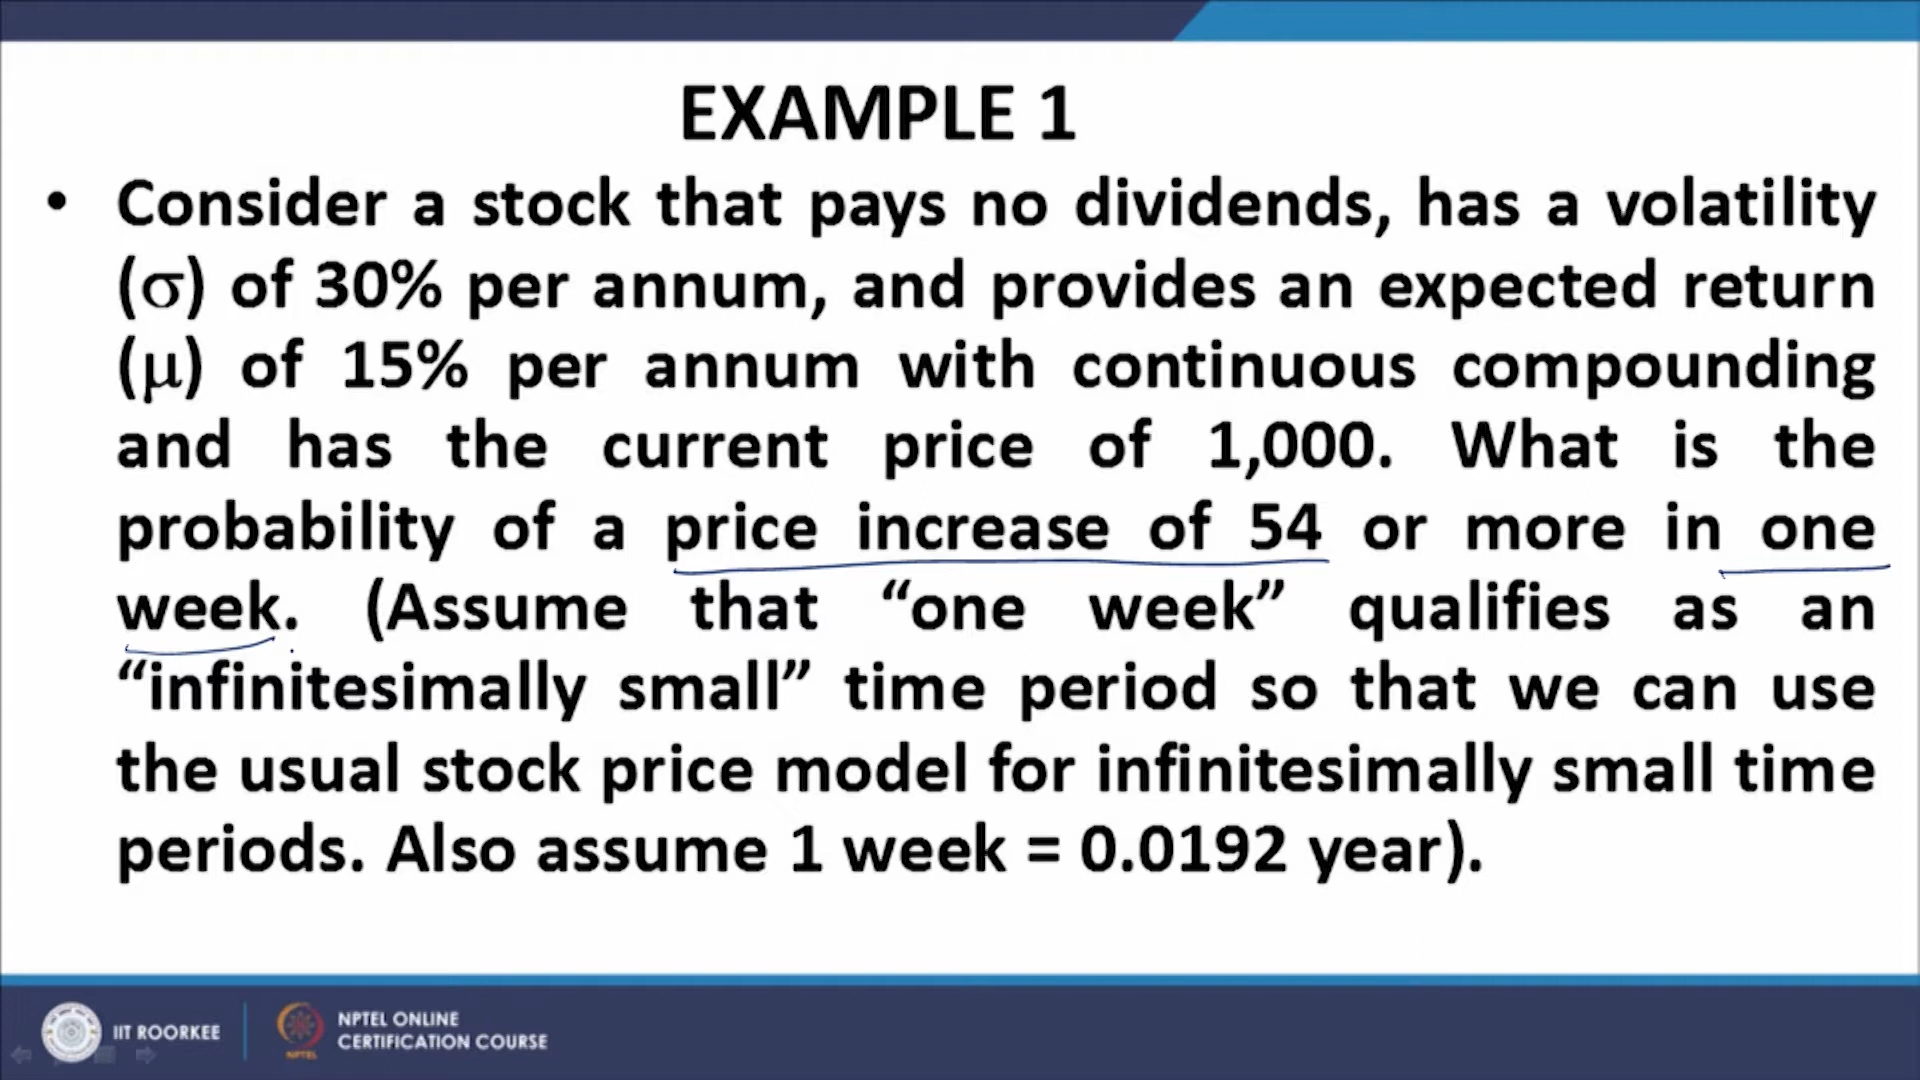 EXAMPLE 1
• Consider a stock that pays no dividends, has a volatility
(σ) of 30% per annum, and provides an expected return
(μ) of 15% per annum with continuous compounding
and has the current price of 1,000. What is the
probability of a price increase of 54 or more in one
week. (Assume that “one week” qualifies as an
“infinitesimally small” time period so that we can use
the usual stock price model for infinitesimally small time
periods. Also assume 1 week = 0.0192 year).
IIT ROORKEE
NPTEL
NPTEL ONLINE
CERTIFICATION COURSE